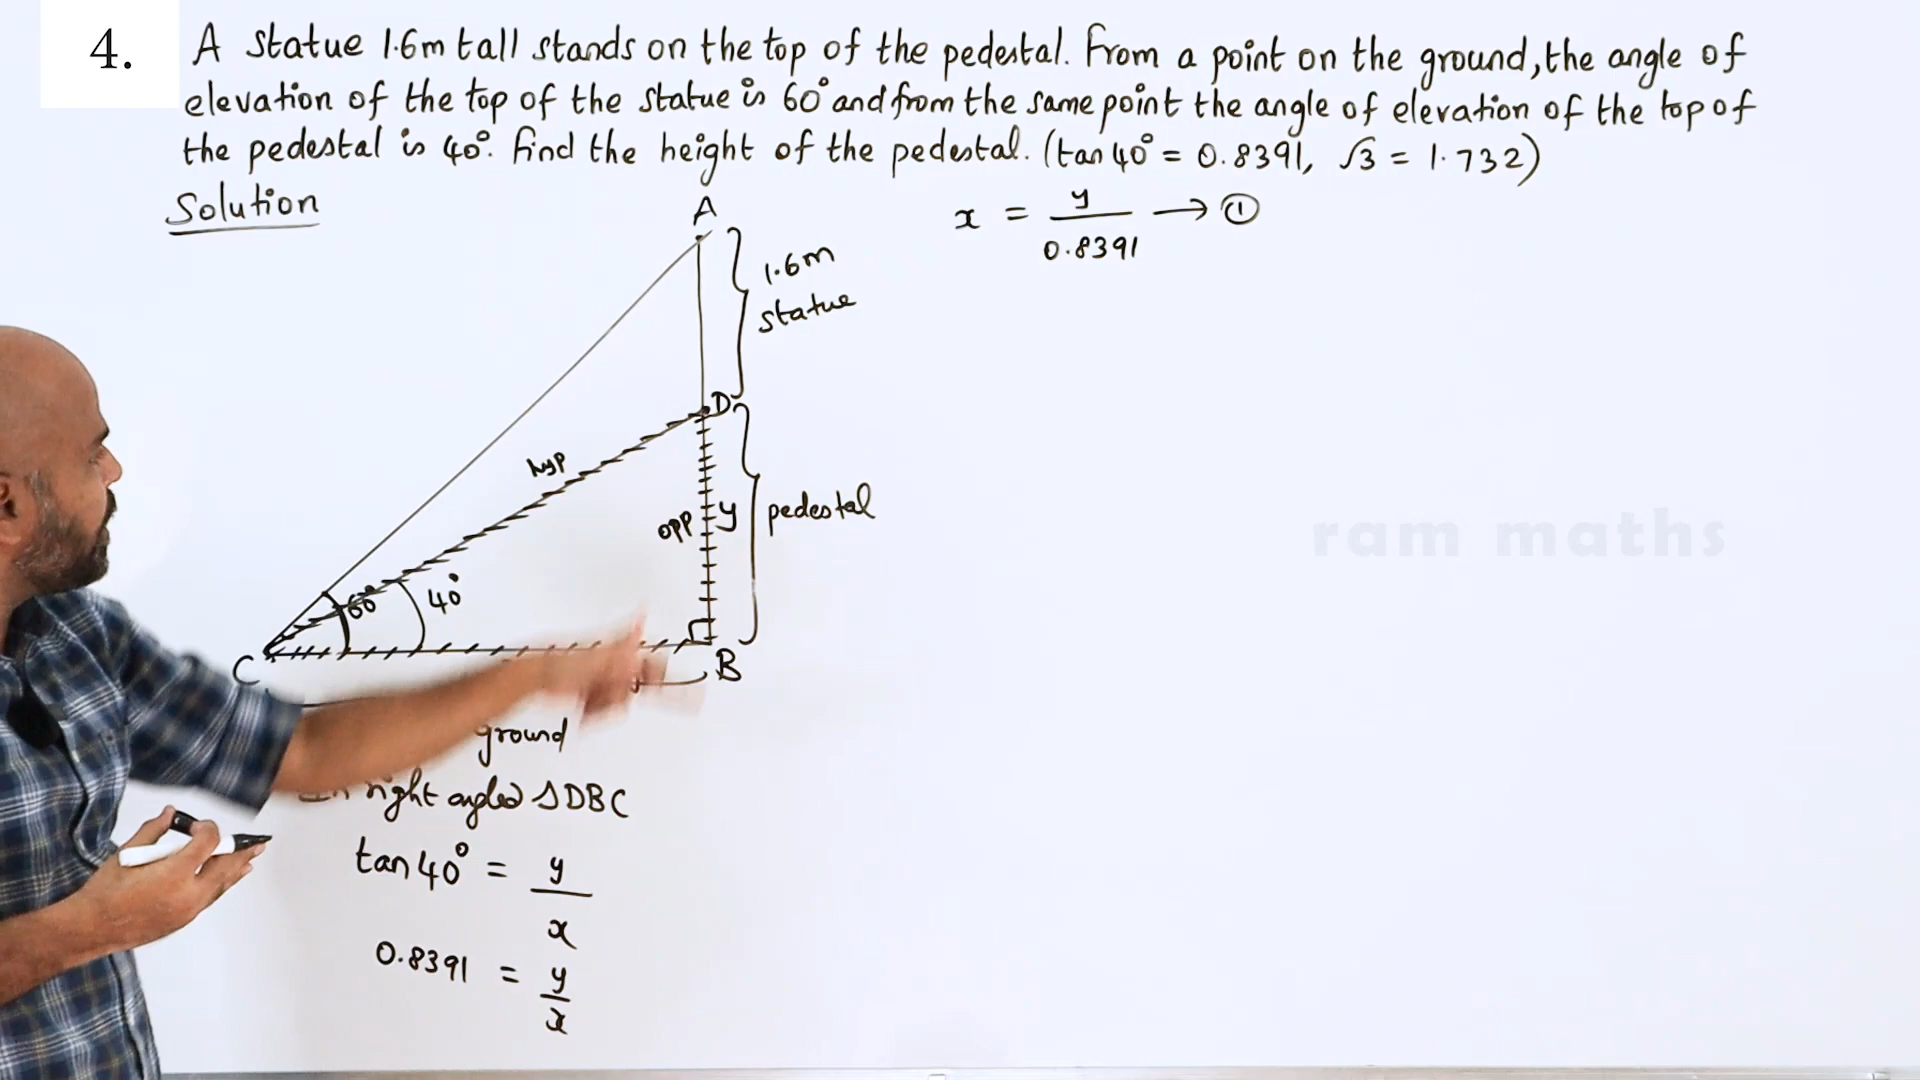 4. A statue 1.6m tall stands on the top of the pedestal. From a point on the ground, the angle of
elevation of the top of the statue is 60° and from the same point the angle of elevation of the top of
the pedestal is 40°. Find the height of the pedestal. (tan 40° = 0.8391, √3 = 1.732)
Solution
x = y / 0.8391 → ①
A
1.6m
statue
D
hyp
opp
y
pedestal
60°
40°
C
B
ground
right angled ΔDBC
tan 40° = y / x
0.8391 = y / x
ram maths